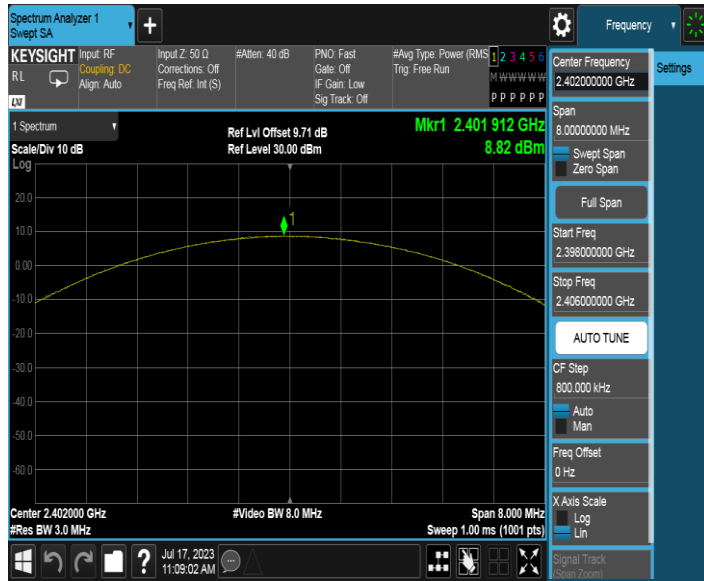 Spectrum Analyzer 1
Swept SA
+
Frequency
KEYSIGHT
RL
LXI
Input: RF
Coupling: DC
Align: Auto
Input Z: 50 Ω
Corrections: Off
Freq Ref: Int (S)
#Atten: 40 dB
PNO: Fast
Gate: Off
IF Gain: Low
Sig Track: Off
#Avg Type: Power (RMS
Trig: Free Run
1 2 3 4 5 6
M W W W W W
P P P P P P
Settings
Center Frequency
2.402000000 GHz
Span
8.00000000 MHz
Swept Span
Zero Span
Full Span
Start Freq
2.398000000 GHz
Stop Freq
2.406000000 GHz
AUTO TUNE
CF Step
800.000 kHz
Auto
Man
Freq Offset
0 Hz
X Axis Scale
Log
Lin
Signal Track
(Span Zoom)
1 Spectrum
Scale/Div 10 dB
Ref Lvl Offset 9.71 dB
Ref Level 30.00 dBm
Mkr1 2.401 912 GHz
8.82 dBm
Log
20.0
10.0
0.00
-10.0
-20.0
-30.0
-40.0
-50.0
-60.0
1
Center 2.402000 GHz
#Res BW 3.0 MHz
#Video BW 8.0 MHz
Span 8.000 MHz
Sweep 1.00 ms (1001 pts)
?
Jul 17, 2023
11:09:02 AM